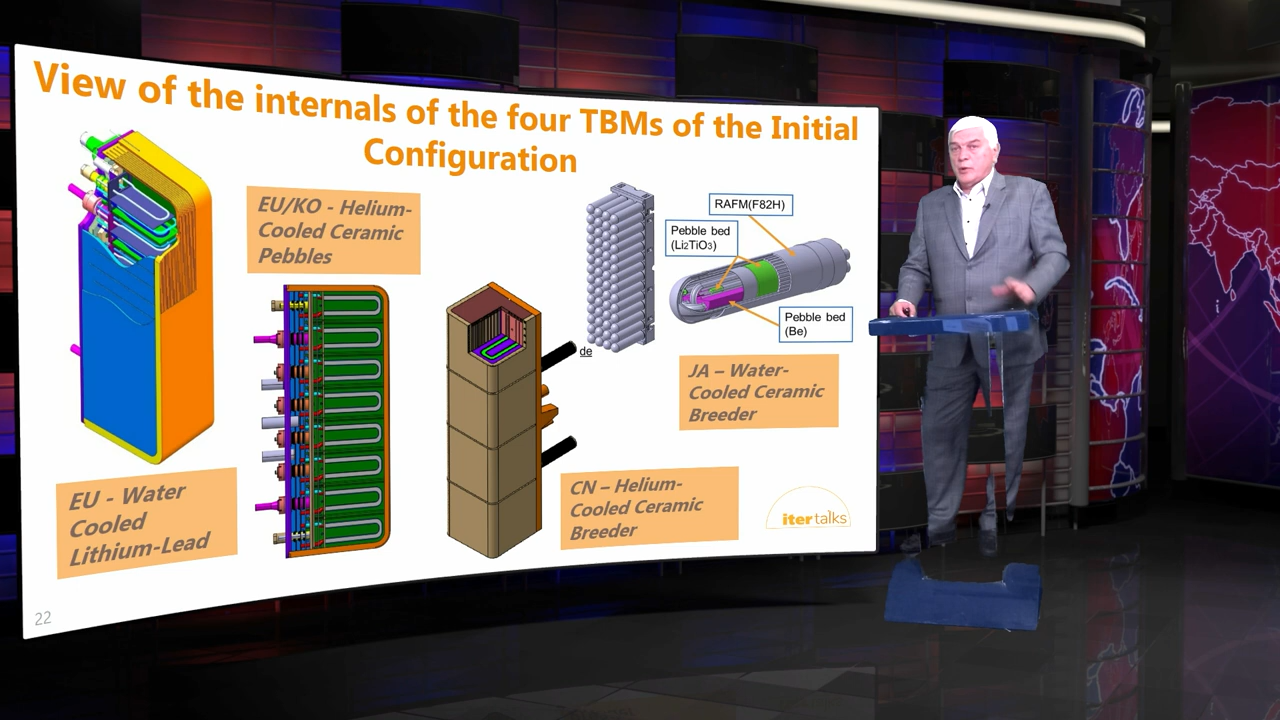 View of the internals of the four TBMs of the Initial
Configuration
EU/KO - Helium-
Cooled Ceramic
Pebbles
RAFM(F82H)
Pebble bed
(Li2TiO3)
Pebble bed
(Be)
de
JA – Water-
Cooled Ceramic
Breeder
EU - Water
Cooled
Lithium-Lead
CN – Helium-
Cooled Ceramic
Breeder
iter talks
22